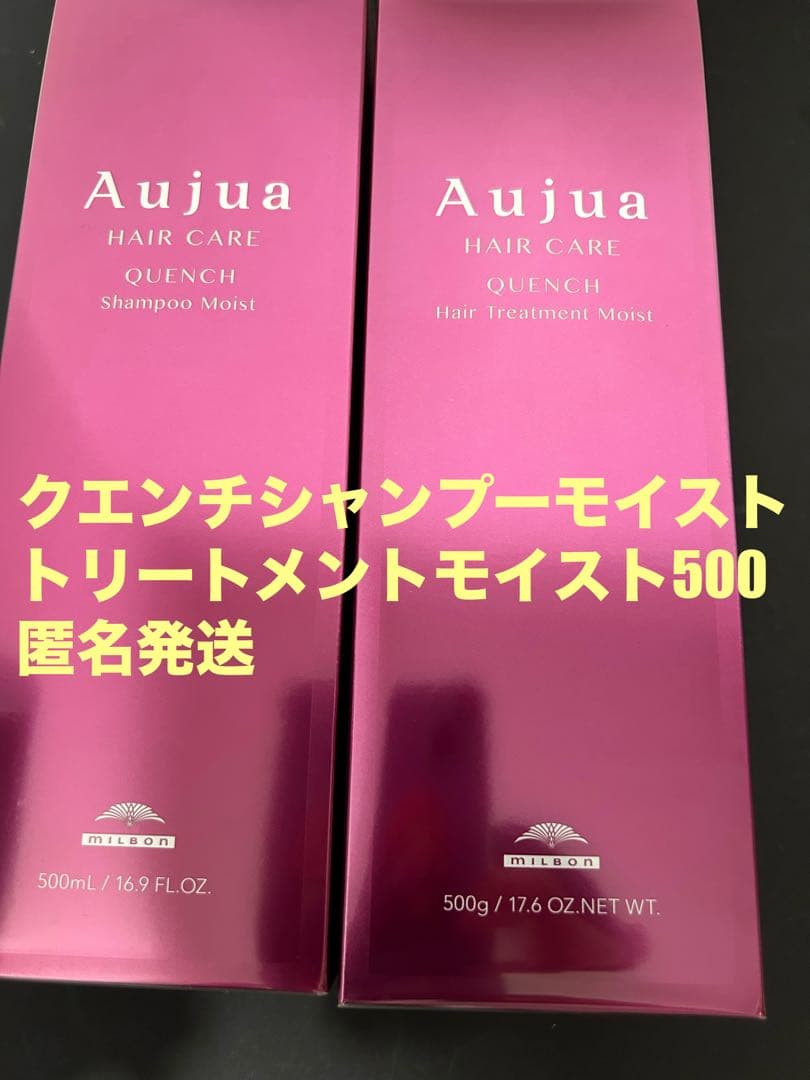 Aujua
HAIR CARE
QUENCH
Shampoo Moist
Aujua
HAIR CARE
QUENCH
Hair Treatment Moist
クエンチシャンプーモイスト
トリートメントモイスト500
匿名発送
milbon
500mL / 16.9 FL.OZ.
milbon
500g / 17.6 OZ.NET WT.